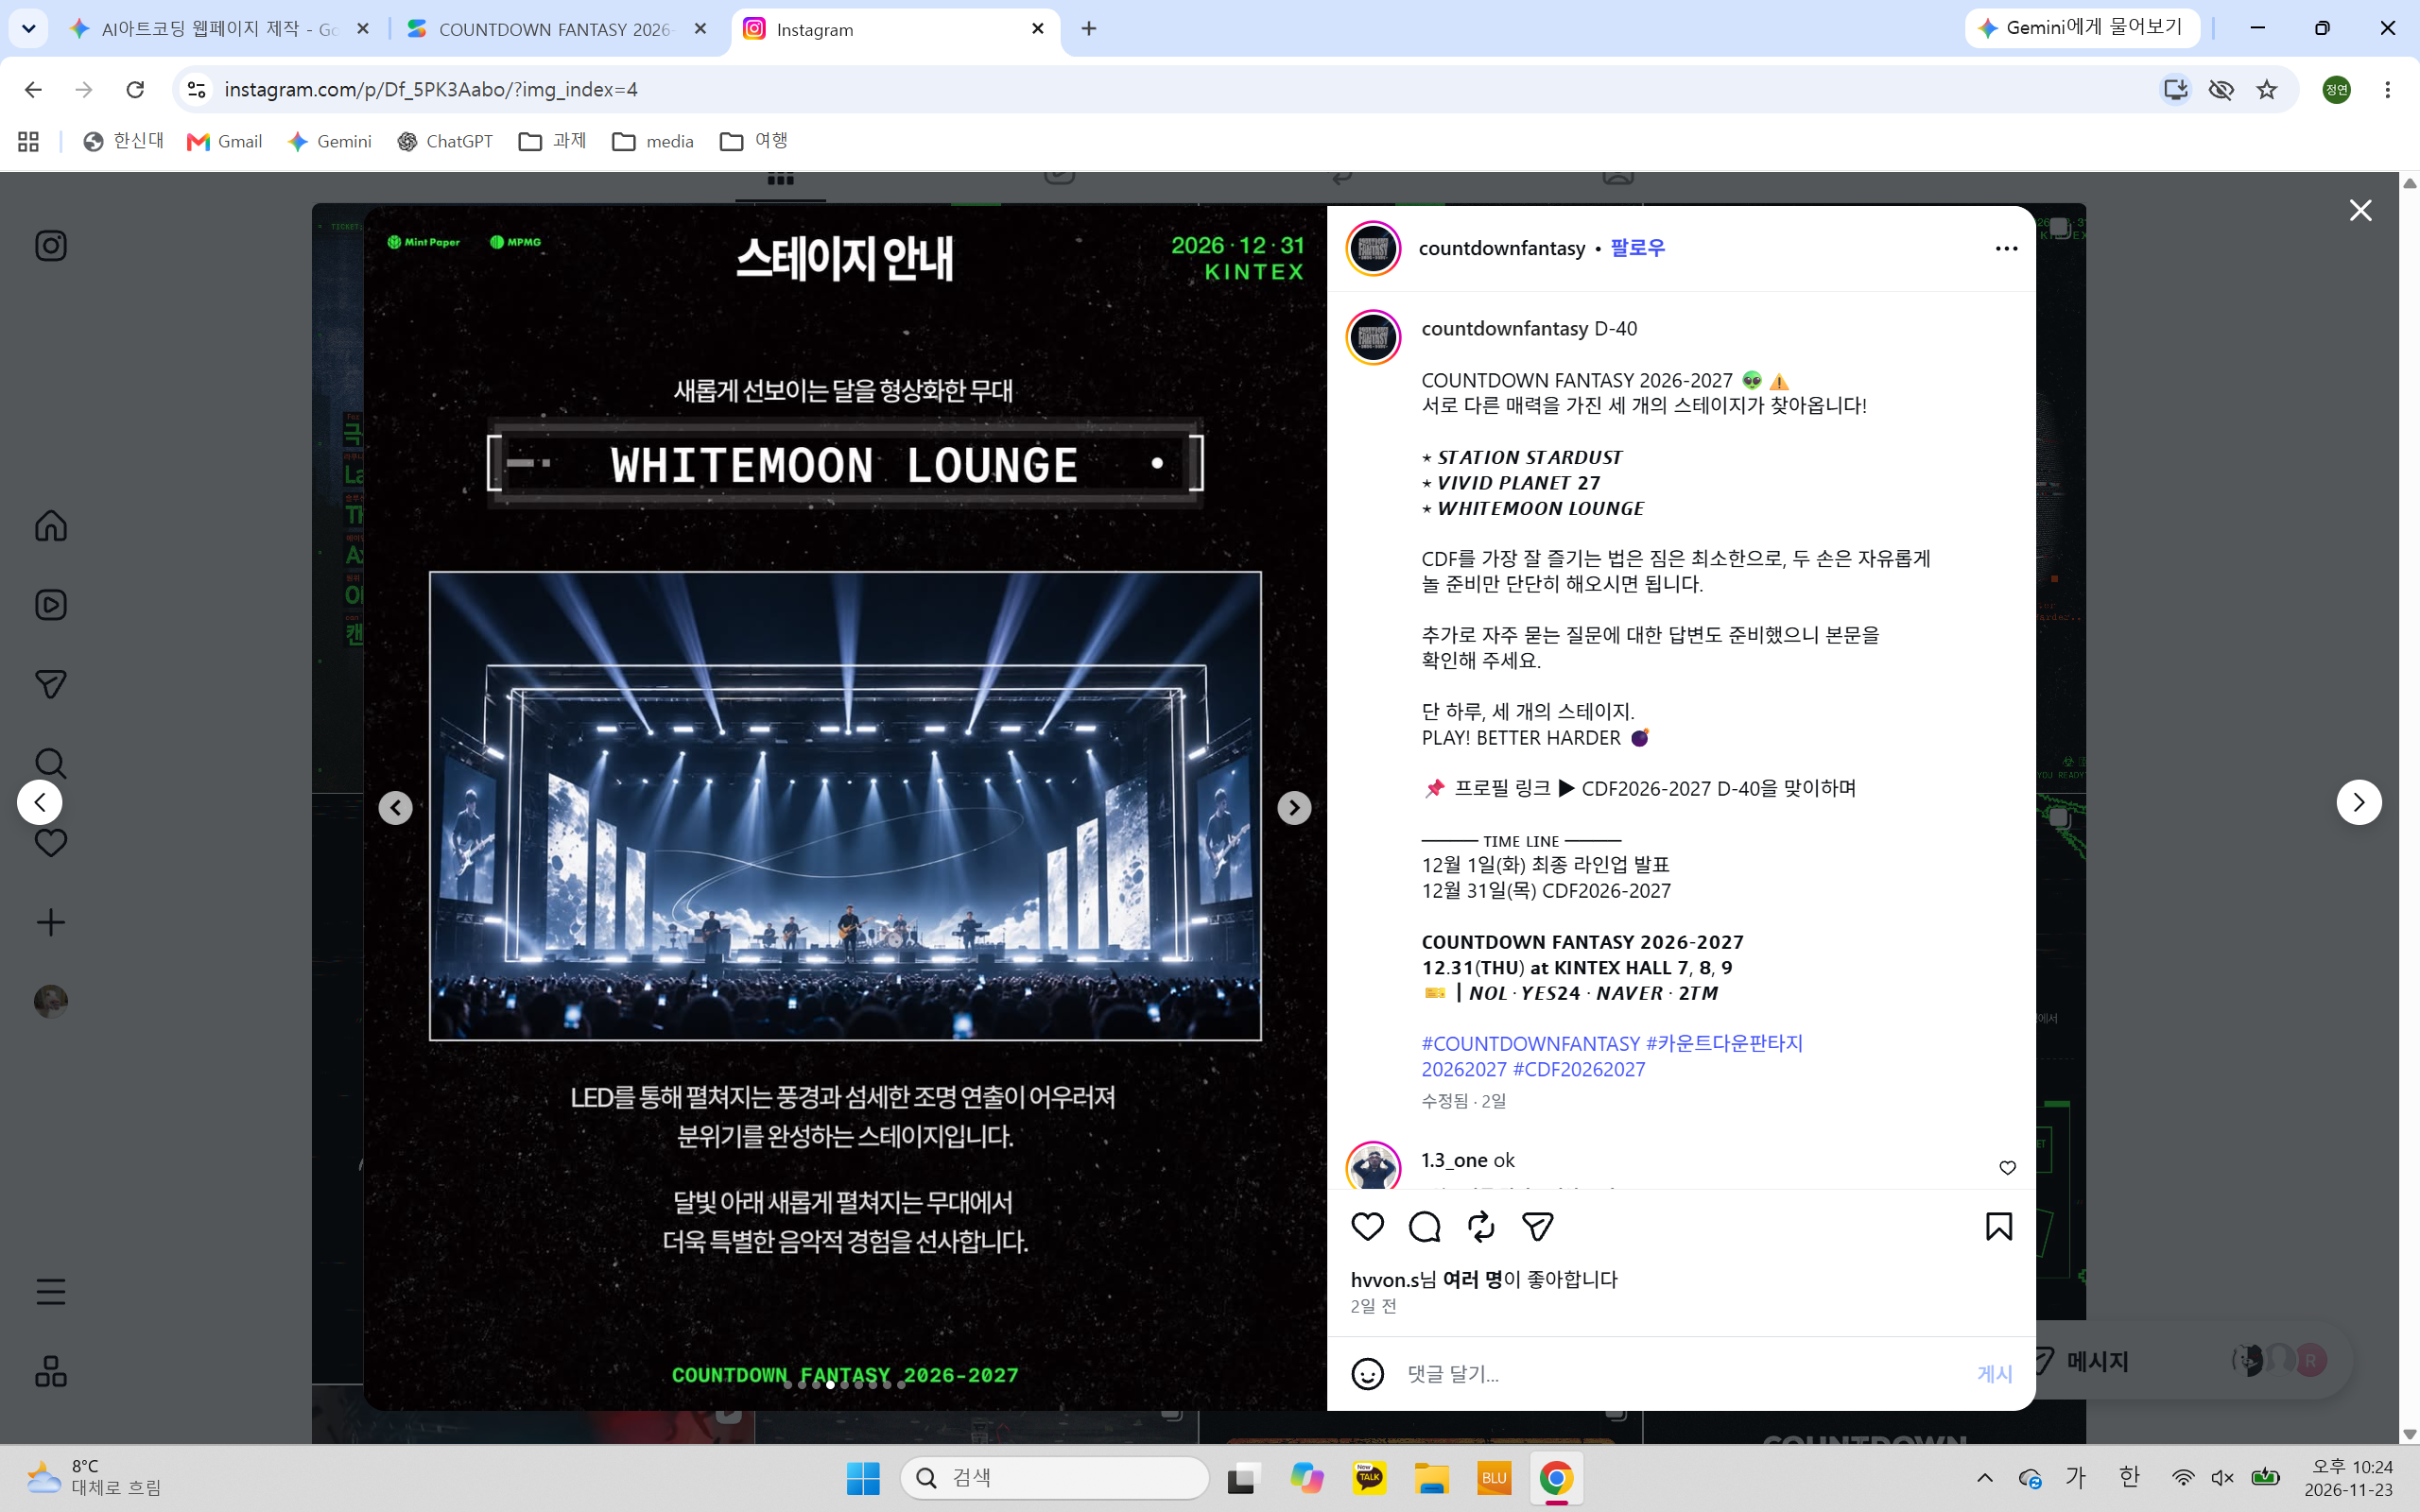 AI아트코딩 웹페이지 제작 - Go
COUNTDOWN FANTASY 2026-
Instagram
Gemini에게 물어보기
instagram.com/p/Df_5PK3Aabo/?img_index=4
정연
한신대
Gmail
Gemini
ChatGPT
과제
media
여행
Mint Paper
MPMG
스테이지 안내
2026·12·31
KINTEX
새롭게 선보이는 달을 형상화한 무대
WHITEMOON LOUNGE
LED를 통해 펼쳐지는 풍경과 섬세한 조명 연출이 어우러져
분위기를 완성하는 스테이지입니다.
달빛 아래 새롭게 펼쳐지는 무대에서
더욱 특별한 음악적 경험을 선사합니다.
COUNTDOWN FANTASY 2026-2027
countdownfantasy • 팔로우
countdownfantasy D-40
COUNTDOWN FANTASY 2026-2027 👽 ⚠️
서로 다른 매력을 가진 세 개의 스테이지가 찾아옵니다!
⋆ STATION STARDUST
⋆ VIVID PLANET 27
⋆ WHITEMOON LOUNGE
CDF를 가장 잘 즐기는 법은 짐은 최소한으로, 두 손은 자유롭게
놀 준비만 단단히 해오시면 됩니다.
추가로 자주 묻는 질문에 대한 답변도 준비했으니 본문을
확인해 주세요.
단 하루, 세 개의 스테이지.
PLAY! BETTER HARDER 💣
📌 프로필 링크 ▶ CDF2026-2027 D-40을 맞이하며
──── TIME LINE ────
12월 1일(화) 최종 라인업 발표
12월 31일(목) CDF2026-2027
COUNTDOWN FANTASY 2026-2027
12.31(THU) at KINTEX HALL 7, 8, 9
🎫 | NOL · YES24 · NAVER · 2TM
#COUNTDOWNFANTASY #카운트다운판타지
20262027 #CDF20262027
수정됨 · 2일
1.3_one ok
hvvon.s님 여러 명이 좋아합니다
2일 전
댓글 달기...
게시
메시지
R
8°C
대체로 흐림
검색
New
TALK
BLU
가
한
오후 10:24
2026-11-23